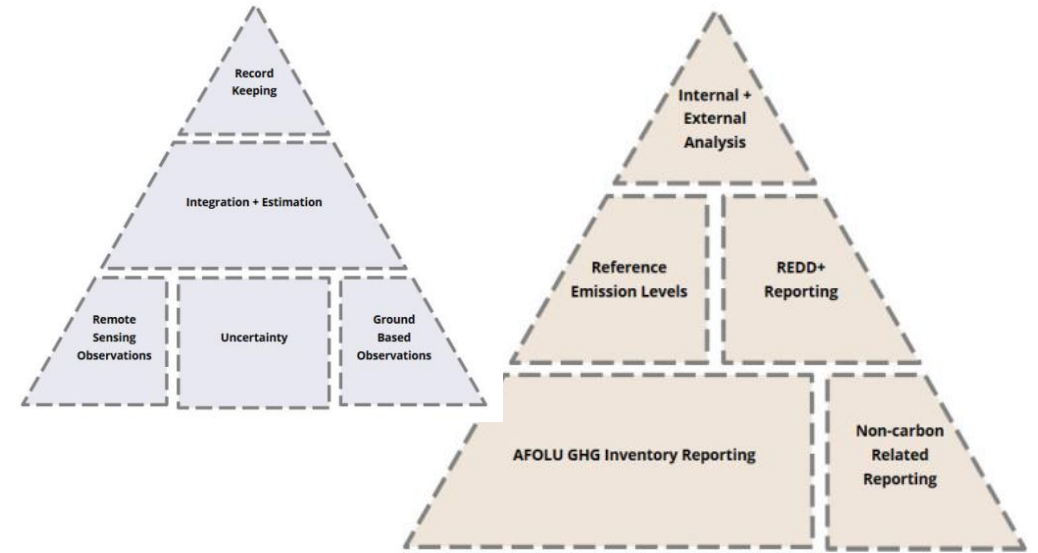 Record
Keeping
Integration + Estimation
Remote
Sensing
Observations
Uncertainty
Ground
Based
Observations
Internal +
External
Analysis
Reference
Emission Levels
REDD+
Reporting
AFOLU GHG Inventory Reporting
Non-carbon
Related
Reporting